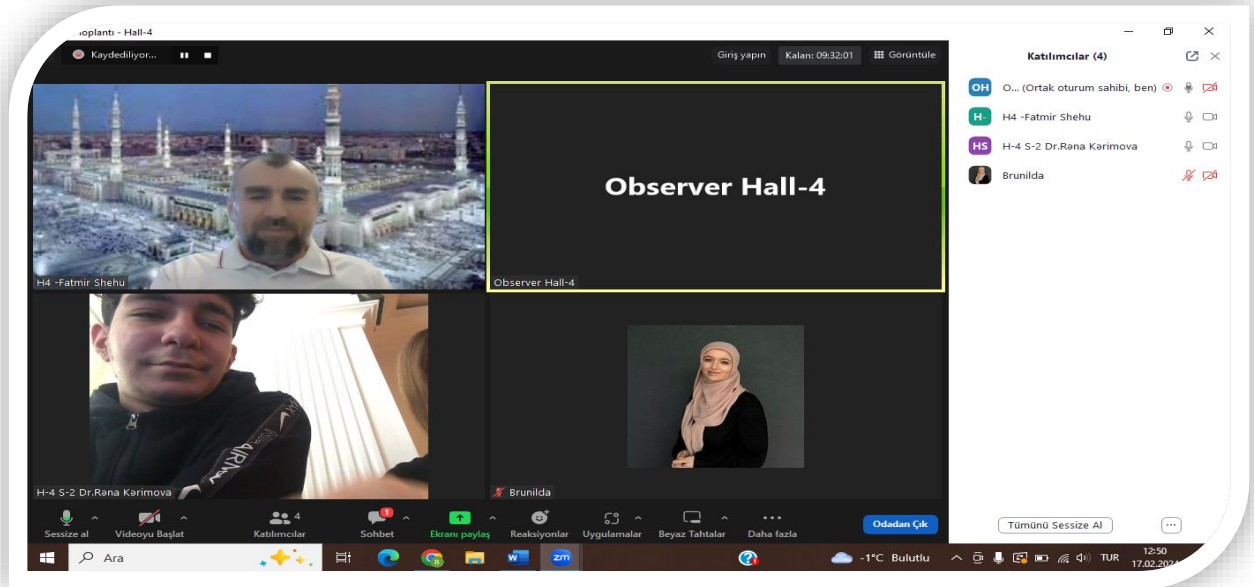 oplantı - Hall-4
Kaydediliyor...
Giriş yapın
Kalan: 09:32:01
Görüntüle
H4 -Fatmir Shehu
Observer Hall-4
Observer Hall-4
H-4 S-2 Dr.Rəna Kərimova
Brunilda
Katılımcılar (4)
OH O... (Ortak oturum sahibi, ben)
H- H4 -Fatmir Shehu
HS H-4 S-2 Dr.Rəna Kərimova
Brunilda
Sessize al
Videoyu Başlat
4
Katılımcılar
1
Sohbet
Ekranı paylaş
Reaksiyonlar
Uygulamalar
Beyaz Tahtalar
Daha fazla
Odadan Çık
Tümünü Sessize Al
Ara
zm
-1°C Bulutlu
TUR
12:50
17.02.202